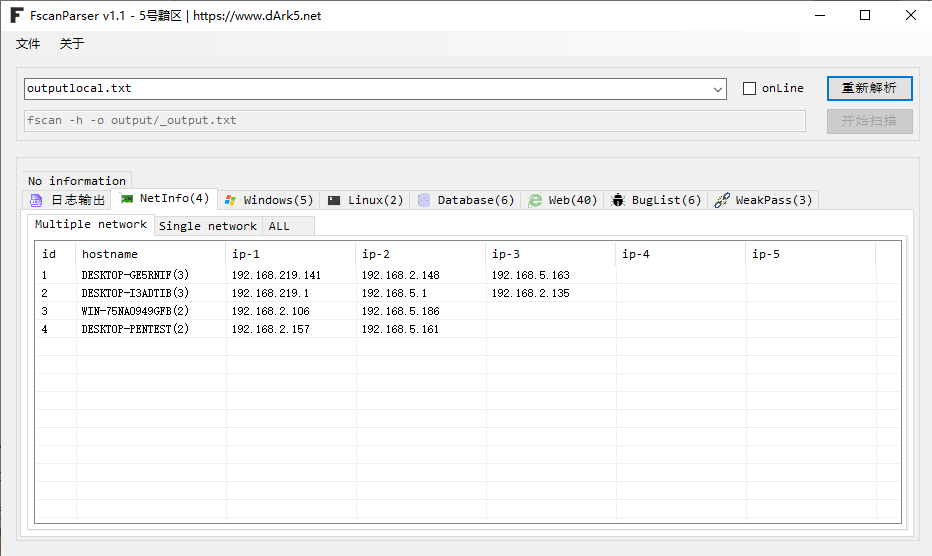 FscanParser v1.1 - 5号黯区 | https://www.dArk5.net
文件 关于
outputlocal.txt onLine 重新解析
fscan -h -o output/_output.txt 开始扫描
No information
日志输出 NetInfo(4) Windows(5) Linux(2) Database(6) Web(40) BugList(6) WeakPass(3)
Multiple network Single network ALL
id hostname ip-1 ip-2 ip-3 ip-4 ip-5
1 DESKTOP-GE5RNIF(3) 192.168.219.141 192.168.2.148 192.168.5.163
2 DESKTOP-I3ADTIB(3) 192.168.219.1 192.168.5.1 192.168.2.135
3 WIN-75NAO949GFB(2) 192.168.2.106 192.168.5.186
4 DESKTOP-PENTEST(2) 192.168.2.157 192.168.5.161